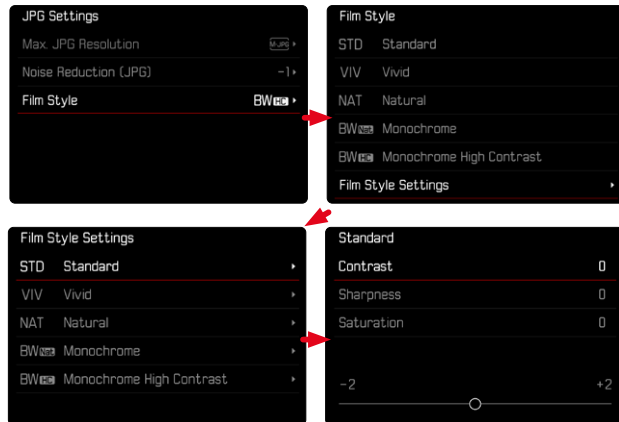 JPG Settings
Max. JPG Resolution M-JPG
Noise Reduction (JPG) -1
Film Style BW HC
Film Style
STD Standard
VIV Vivid
NAT Natural
BW Monochrome
BW HC Monochrome High Contrast
Film Style Settings
Film Style Settings
STD Standard
VIV Vivid
NAT Natural
BW Monochrome
BW HC Monochrome High Contrast
Standard
Contrast 0
Sharpness 0
Saturation 0
-2 +2